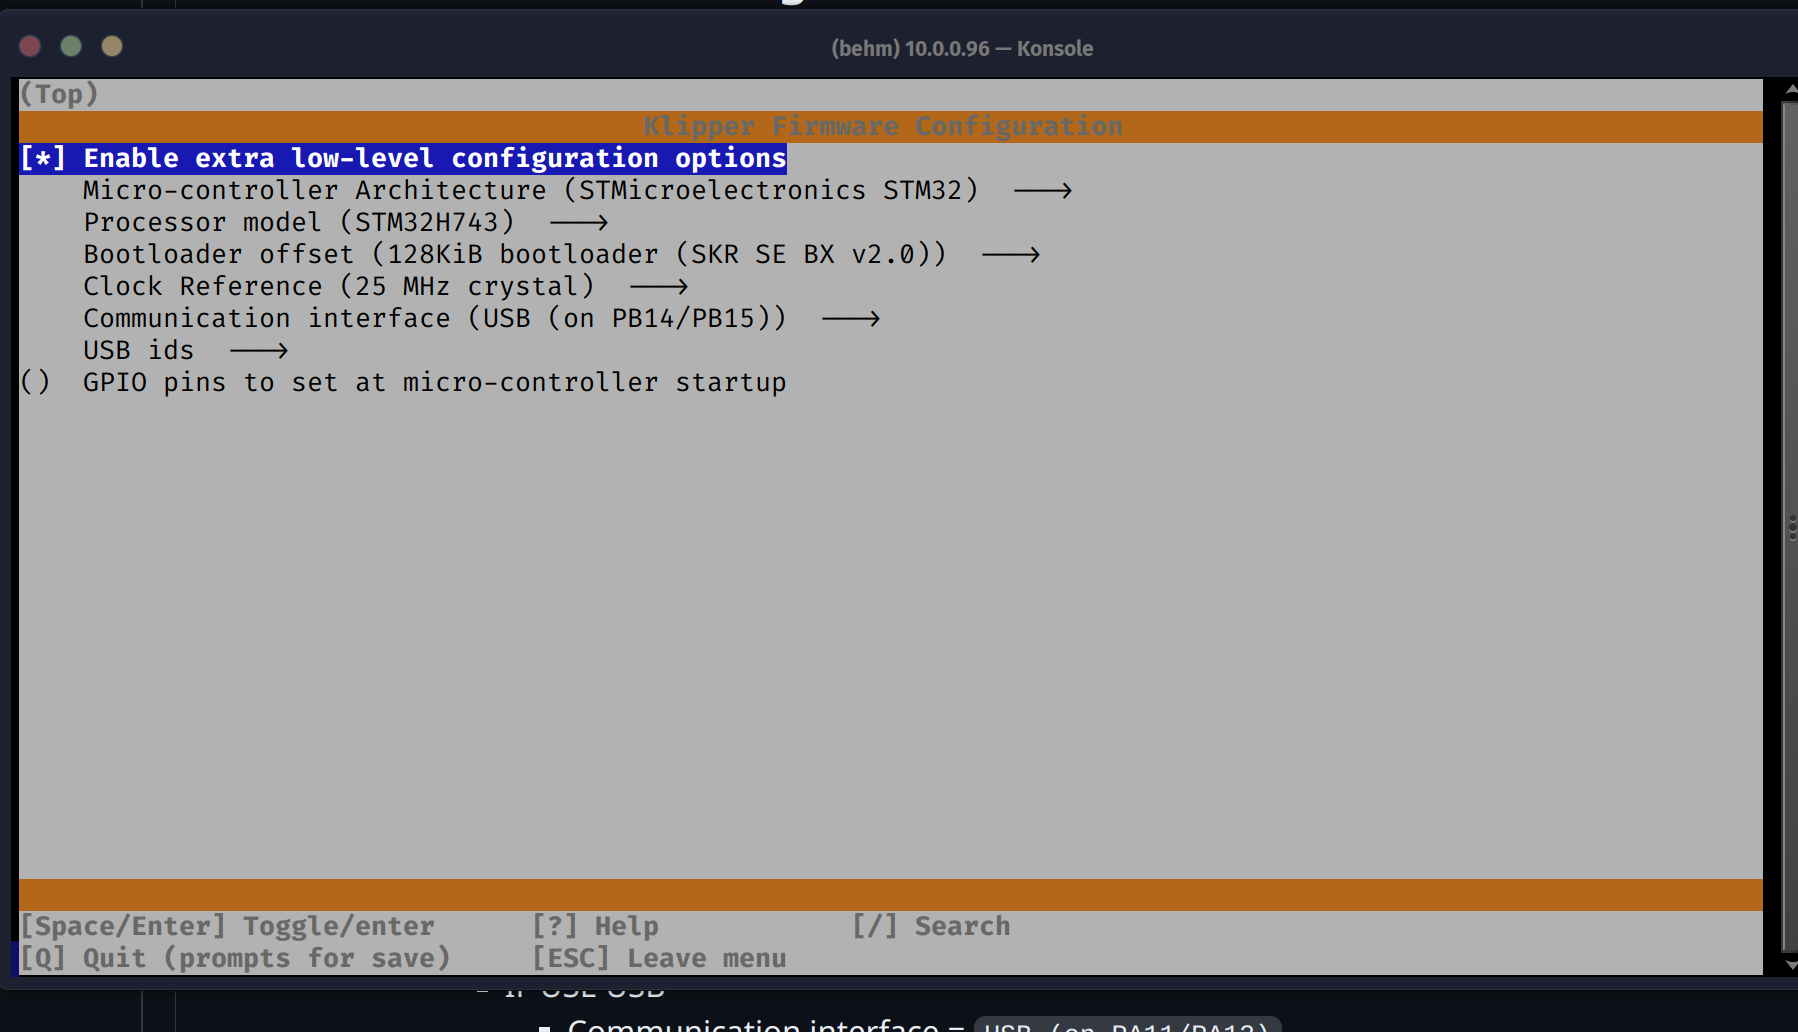 (behm) 10.0.0.96 — Konsole
(Top)
Klipper Firmware Configuration
[*] Enable extra low-level configuration options
Micro-controller Architecture (STMicroelectronics STM32) --->
Processor model (STM32H743) --->
Bootloader offset (128KiB bootloader (SKR SE BX v2.0)) --->
Clock Reference (25 MHz crystal) --->
Communication interface (USB (on PB14/PB15)) --->
USB ids --->
() GPIO pins to set at micro-controller startup
[Space/Enter] Toggle/enter [?] Help [/] Search
[Q] Quit (prompts for save) [ESC] Leave menu
IF USE USB
Communication interface = USB (on PA11/PA12)